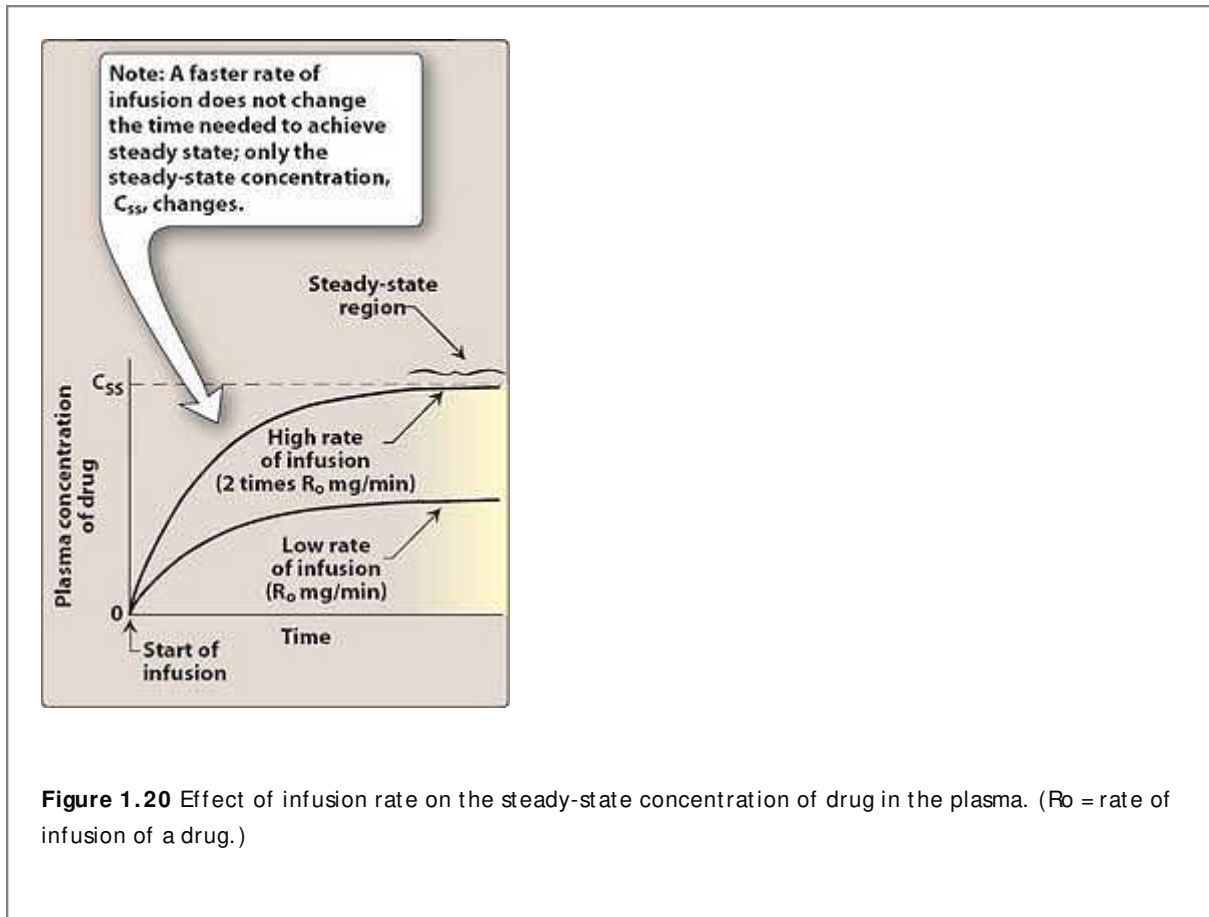 Note: A faster rate of
infusion does not change
the time needed to achieve
steady state; only the
steady-state concentration,
Css, changes.
Steady-state
region
Css
High rate
of infusion
(2 times Ro mg/min)
Low rate
of infusion
(Ro mg/min)
Plasma concentration
of drug
0
Time
Start of
infusion
Figure 1.20 Effect of infusion rate on the steady-state concentration of drug in the plasma. (Ro = rate of
infusion of a drug.)